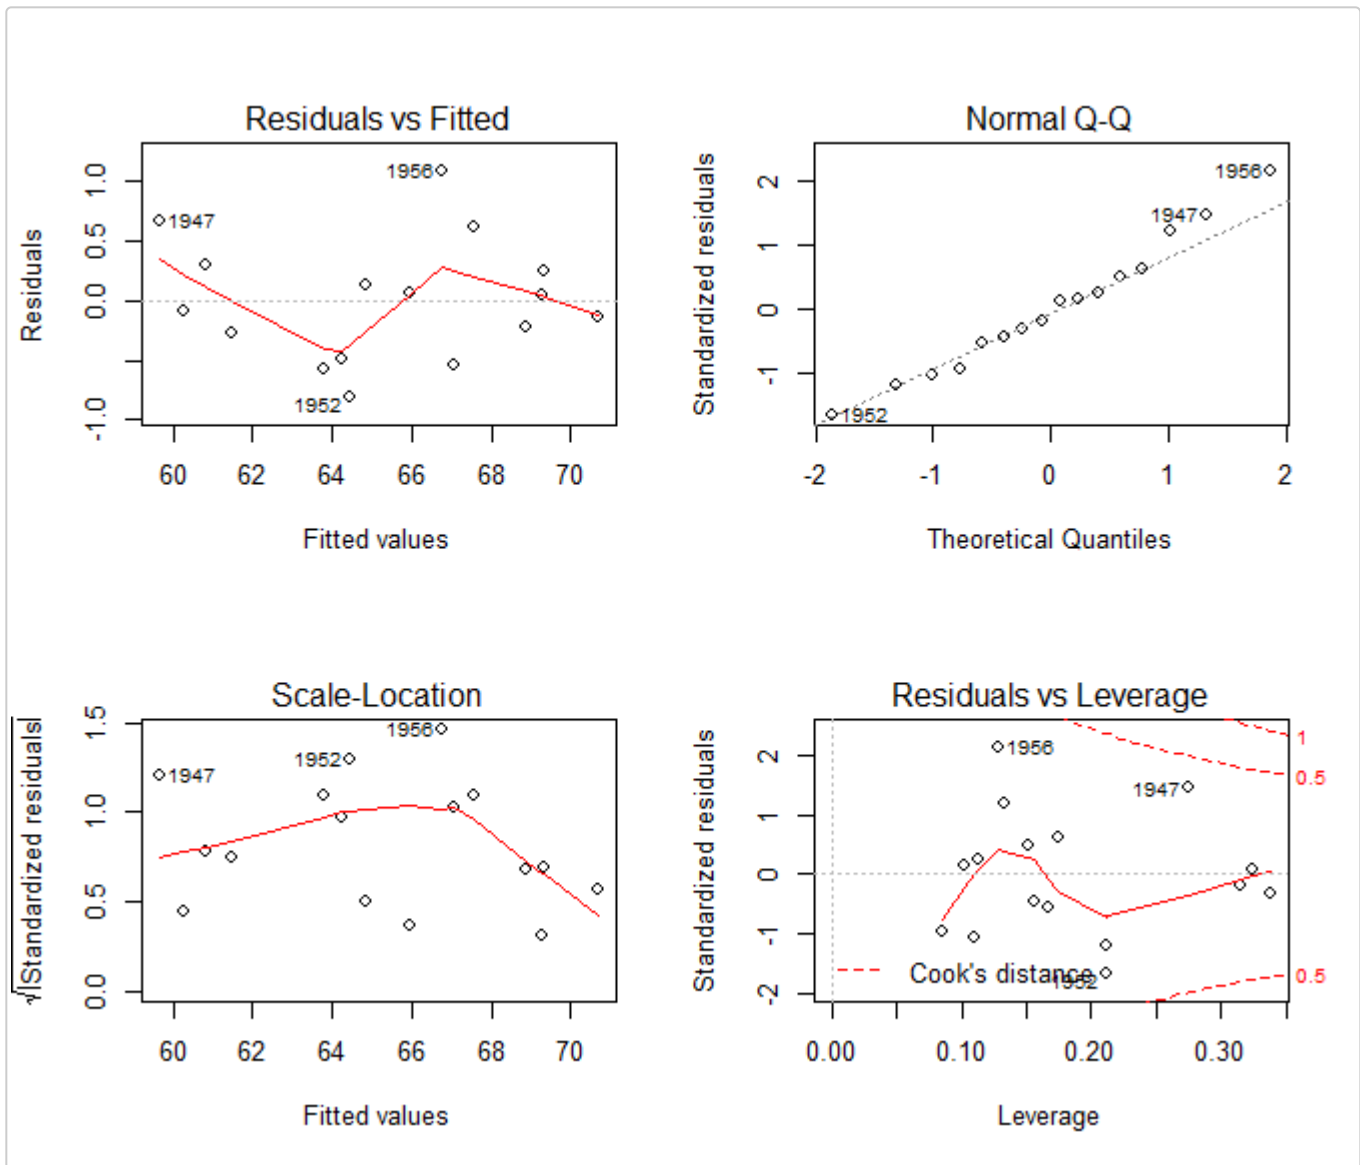 Residuals vs Fitted
Residuals
1.0
0.5
0.0
-1.0
1956
1947
1952
60 62 64 66 68 70
Fitted values
Normal Q-Q
Standardized residuals
2
1
0
-1
1956
1947
1952
-2 -1 0 1 2
Theoretical Quantiles
Scale-Location
√|Standardized residuals|
1.5
1.0
0.5
0.0
1956
1952
1947
60 62 64 66 68 70
Fitted values
Residuals vs Leverage
Standardized residuals
2
1
0
-1
-2
1956
1947
1
0.5
0.5
Cook's distance
1952
0.00 0.10 0.20 0.30
Leverage